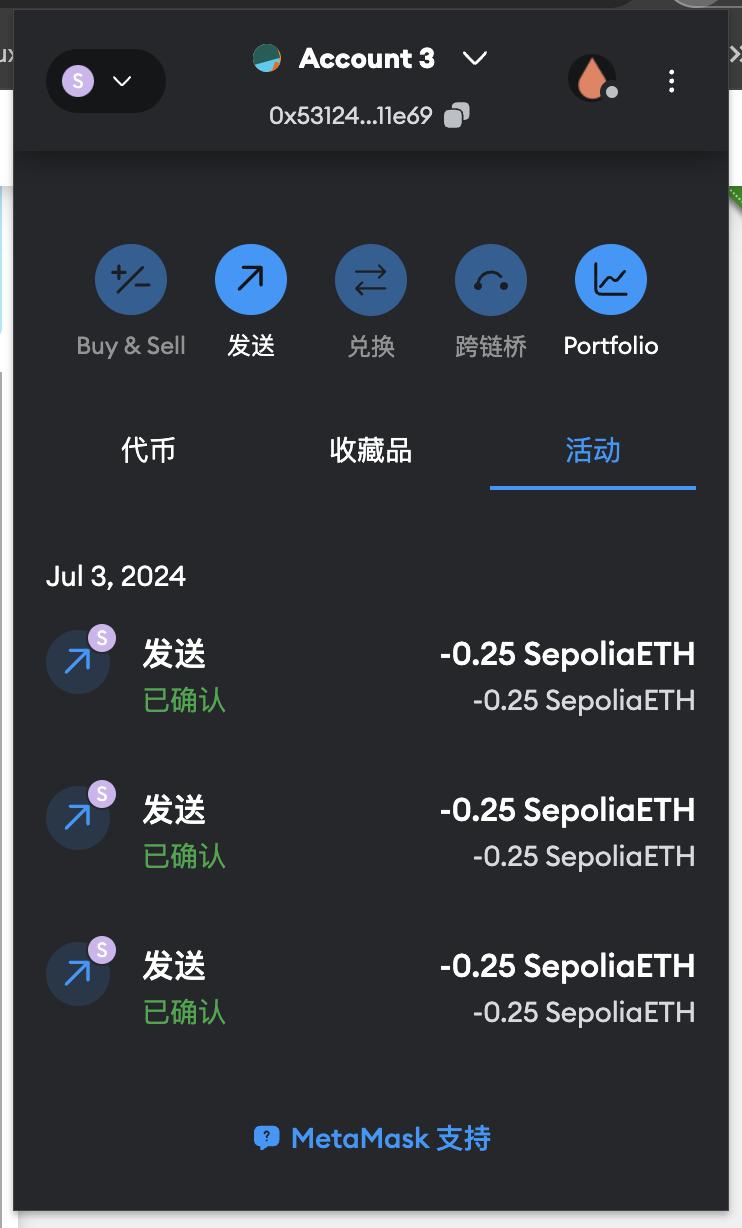 ux
S
Account 3
0x53124...11e69
Buy & Sell
发送
兑换
跨链桥
Portfolio
代币
收藏品
活动
Jul 3, 2024
S
发送
-0.25 SepoliaETH
已确认
-0.25 SepoliaETH
S
发送
-0.25 SepoliaETH
已确认
-0.25 SepoliaETH
S
发送
-0.25 SepoliaETH
已确认
-0.25 SepoliaETH
? MetaMask 支持